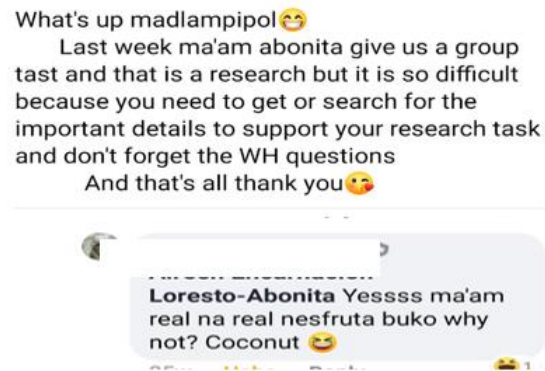 What's up madlampipol😁
Last week ma'am abonita give us a group
tast and that is a research but it is so difficult
because you need to get or search for the
important details to support your research task
and don't forget the WH questions
And that's all thank you😘
Loresto-Abonita Yessss ma'am
real na real nesfruta buko why
not? Coconut 😆
1